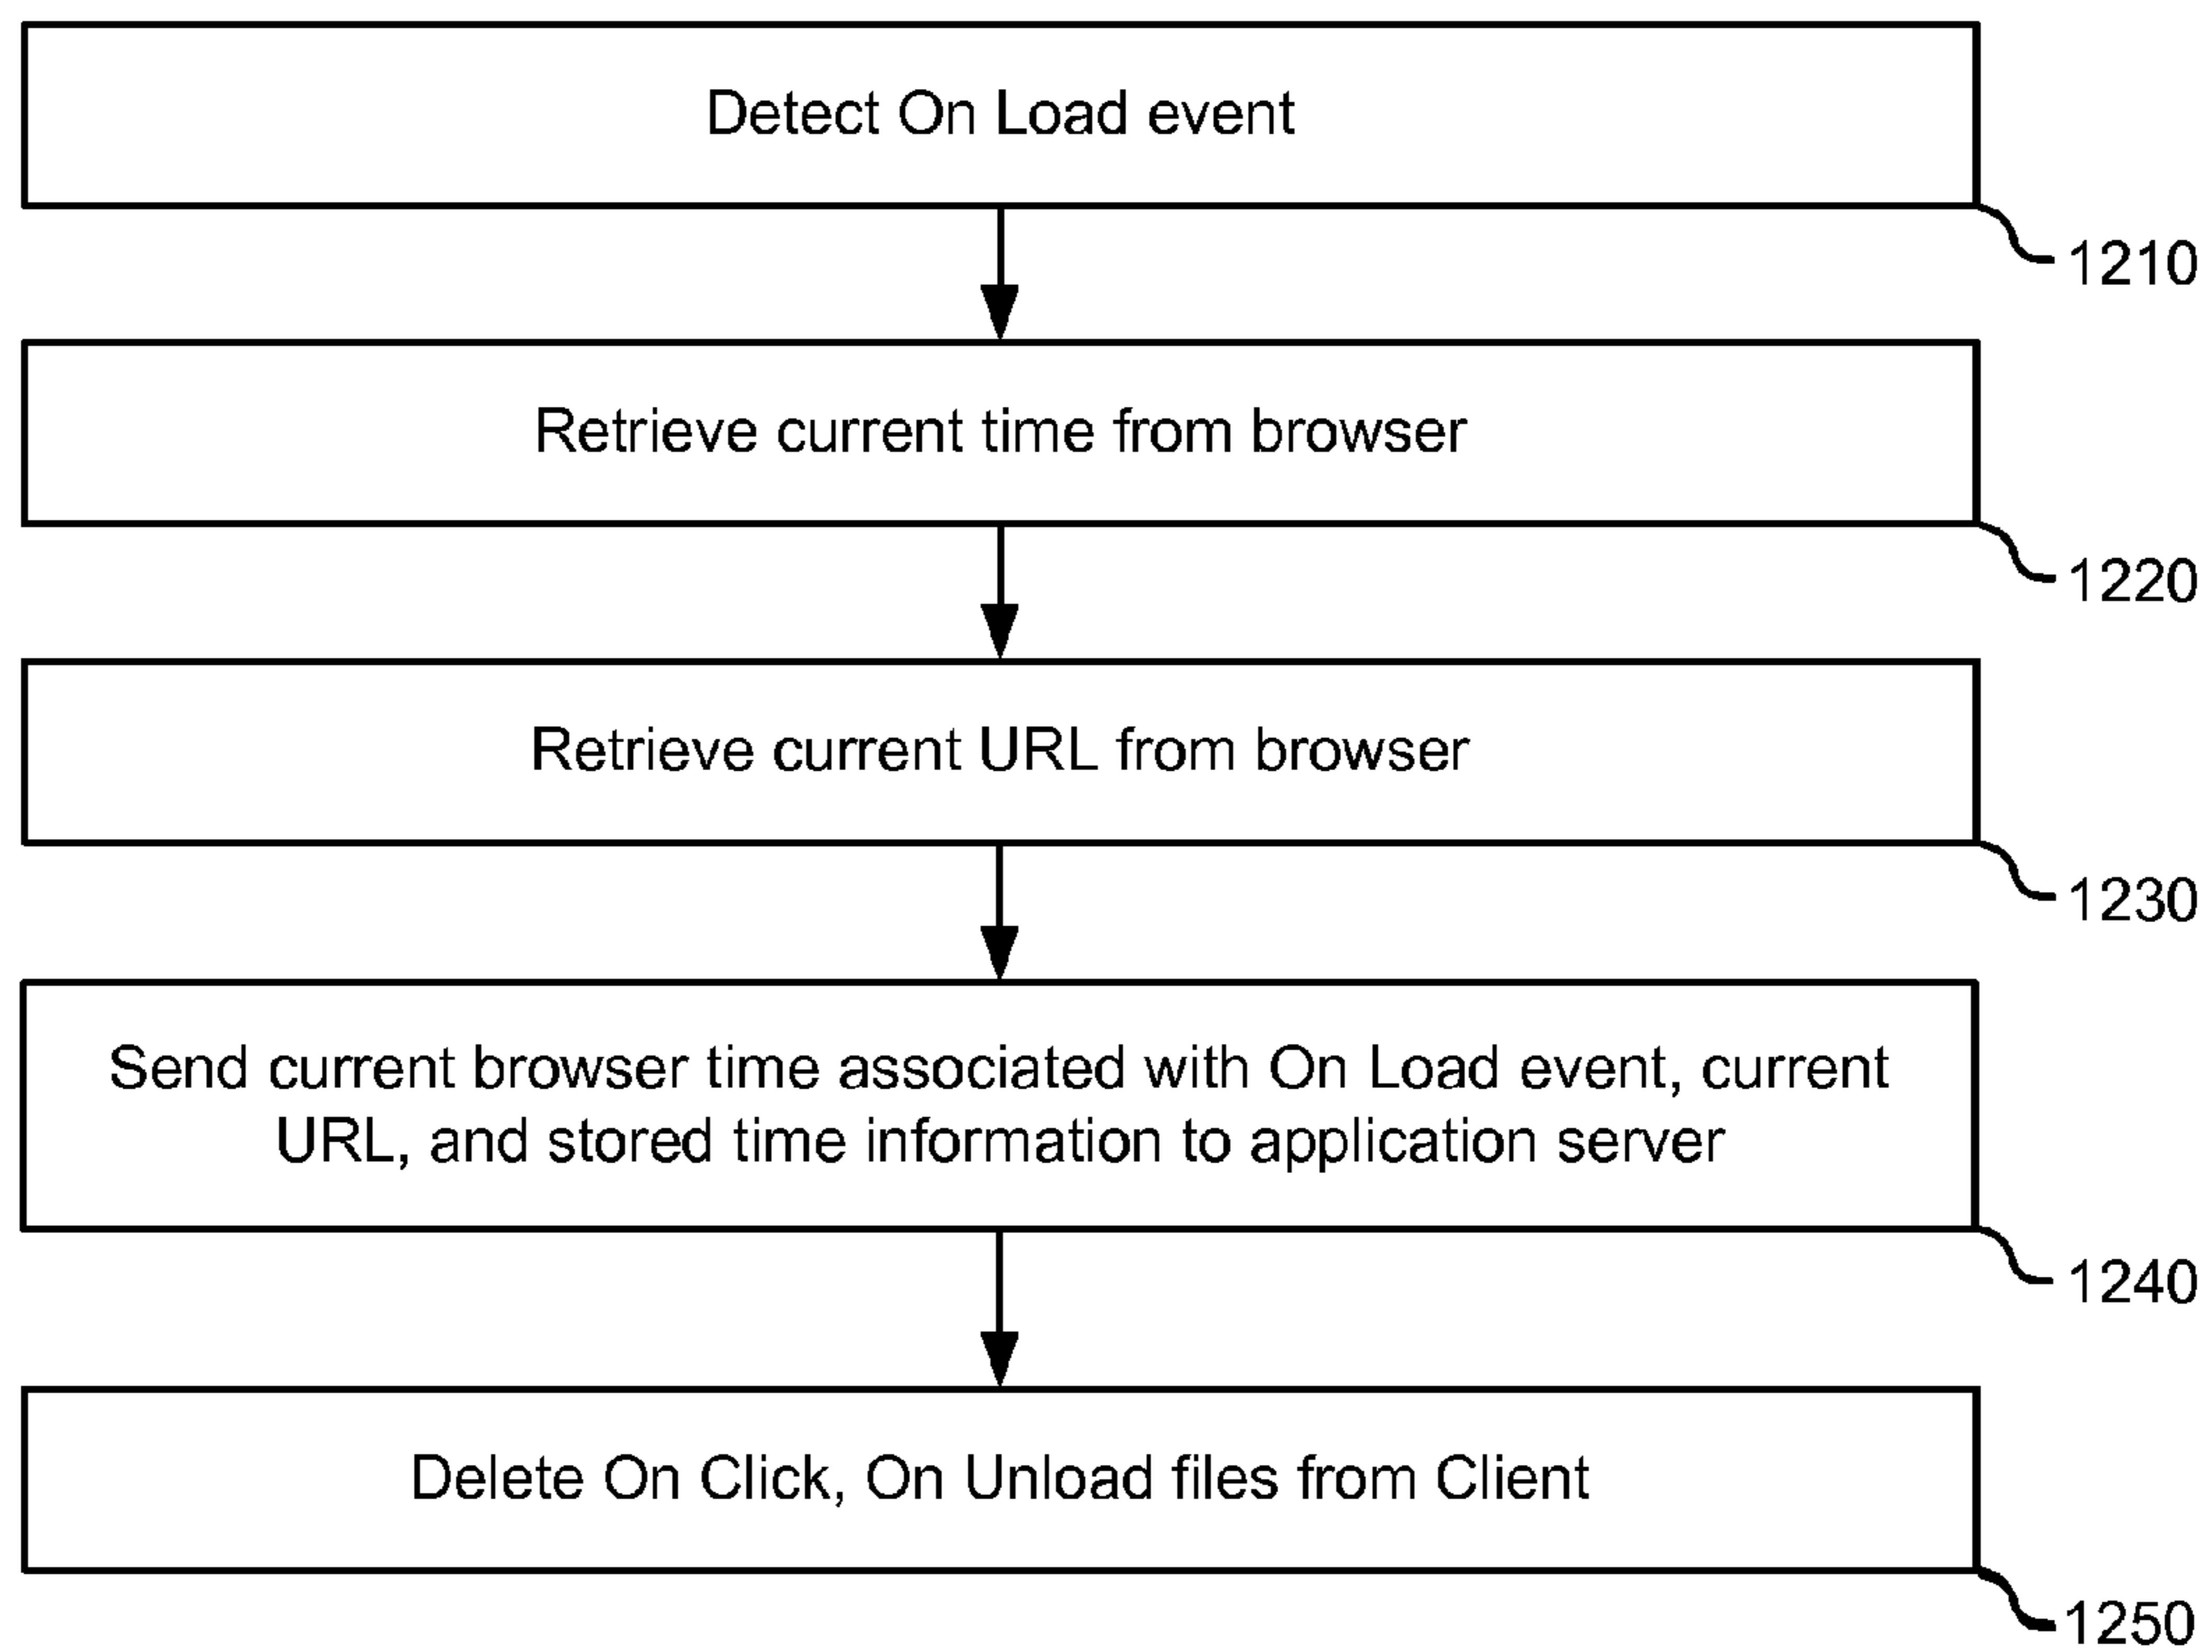 Detect On Load event
1210
Retrieve current time from browser
1220
Retrieve current URL from browser
1230
Send current browser time associated with On Load event, current
URL, and stored time information to application server
1240
Delete On Click, On Unload files from Client
1250